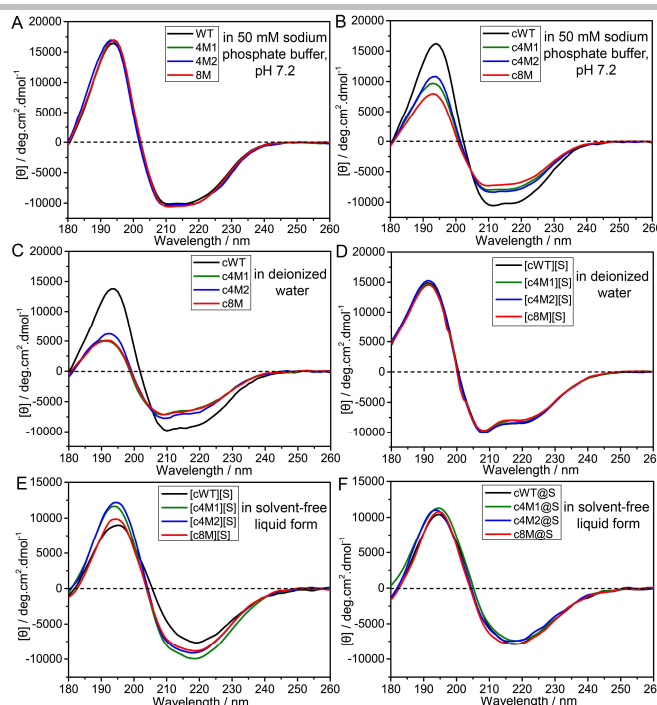 A
20000
15000
10000
5000
0
-5000
-10000
180 190 200 210 220 230 240 250 260
Wavelength / nm
WT
4M1
4M2
8M
in 50 mM sodium
phosphate buffer,
pH 7.2
B
20000
15000
10000
5000
0
-5000
-10000
180 190 200 210 220 230 240 250 260
Wavelength / nm
cWT
c4M1
c4M2
c8M
in 50 mM sodium
phosphate buffer,
pH 7.2
[θ] / deg.cm².dmol⁻¹
C
20000
15000
10000
5000
0
-5000
-10000
180 190 200 210 220 230 240 250 260
Wavelength / nm
cWT
c4M1
c4M2
c8M
in deionized
water
[θ] / deg.cm².dmol⁻¹
D
20000
15000
10000
5000
0
-5000
-10000
180 190 200 210 220 230 240 250 260
Wavelength / nm
[cWT][S]
[c4M1][S]
[c4M2][S]
[c8M][S]
in deionized
water
[θ] / deg.cm².dmol⁻¹
E
15000
10000
5000
0
-5000
-10000
180 190 200 210 220 230 240 250 260
Wavelength / nm
[cWT][S]
[c4M1][S]
[c4M2][S]
[c8M][S]
in solvent-free
liquid form
[θ] / deg.cm².dmol⁻¹
F
15000
10000
5000
0
-5000
-10000
180 190 200 210 220 230 240 250 260
Wavelength / nm
cWT@S
c4M1@S
c4M2@S
c8M@S
in solvent-free
liquid form
[θ] / deg.cm².dmol⁻¹
[θ] / deg.cm².dmol⁻¹